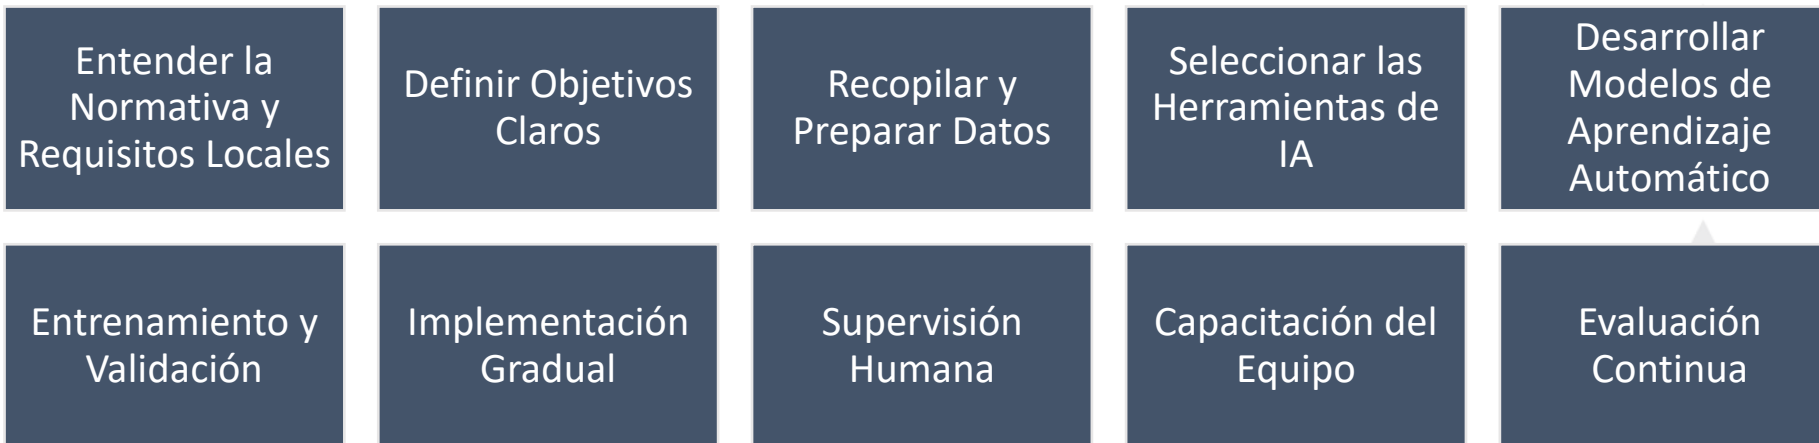 Entender la
Normativa y
Requisitos Locales
Definir Objetivos
Claros
Recopilar y
Preparar Datos
Seleccionar las
Herramientas de
IA
Desarrollar
Modelos de
Aprendizaje
Automático
Entrenamiento y
Validación
Implementación
Gradual
Supervisión
Humana
Capacitación del
Equipo
Evaluación
Continua